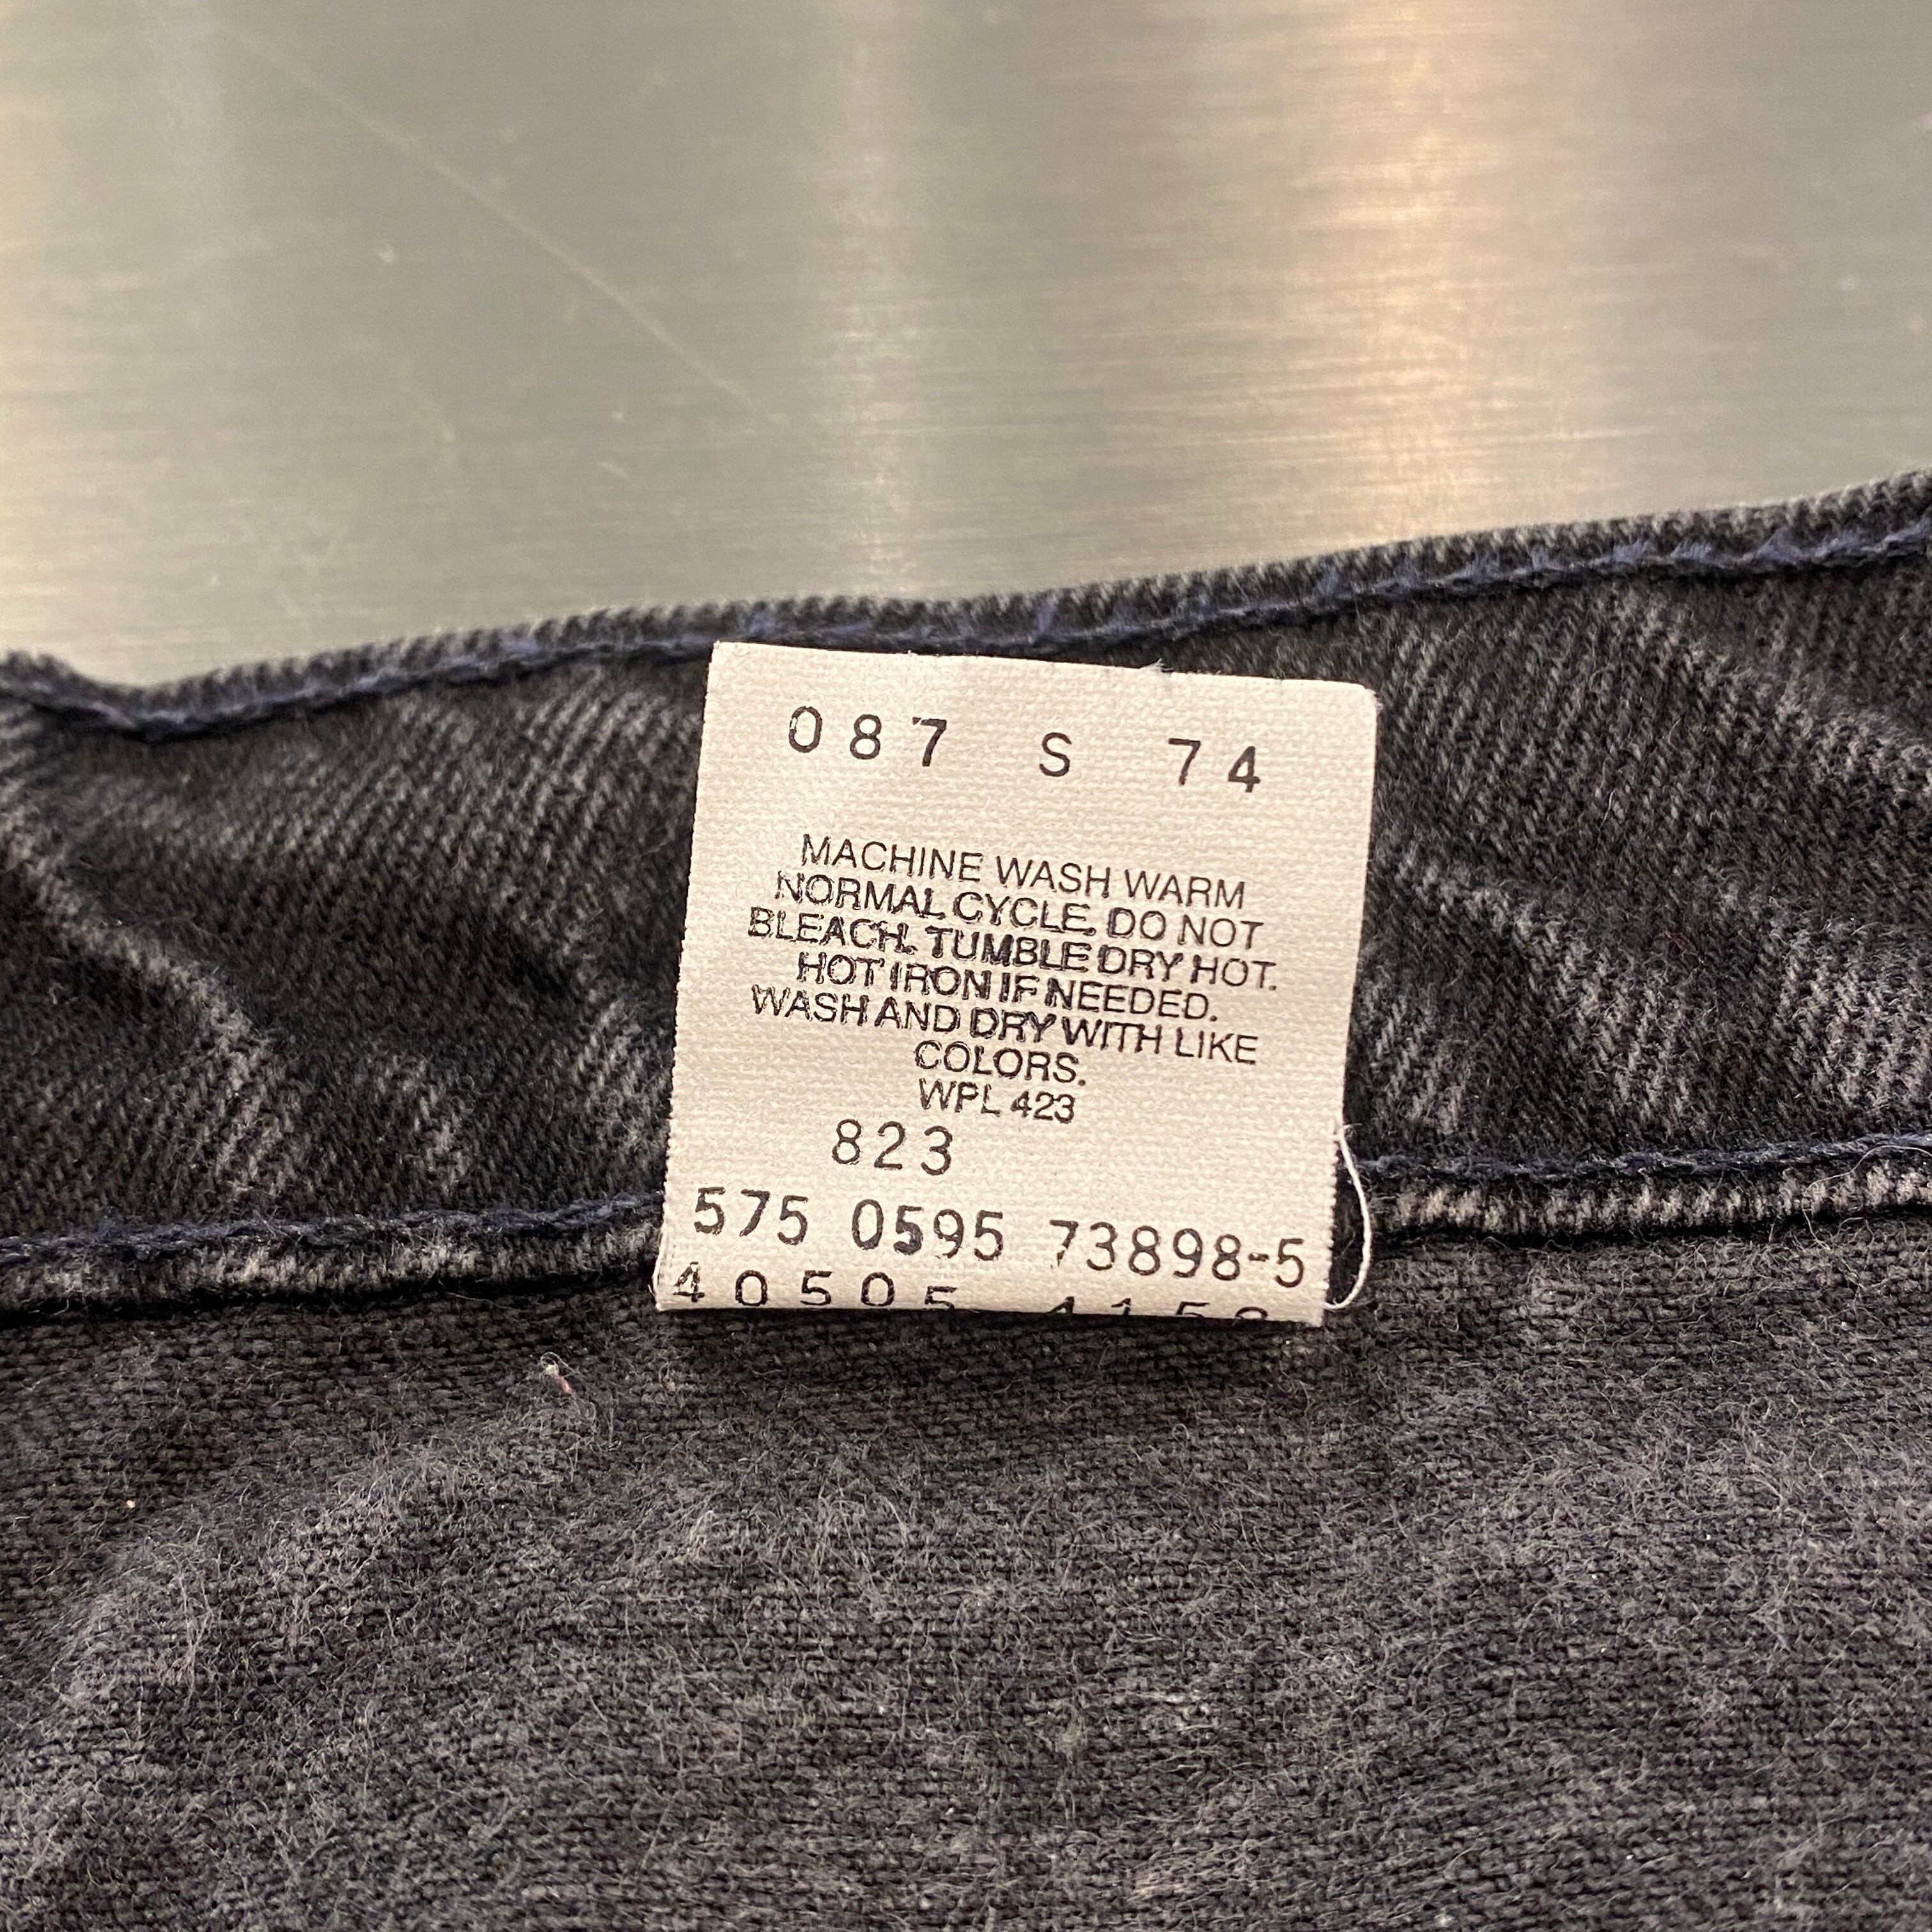 087 S 74
MACHINE WASH WARM
NORMAL CYCLE. DO NOT
BLEACH. TUMBLE DRY HOT.
HOT IRON IF NEEDED.
WASH AND DRY WITH LIKE
COLORS.
WPL 423
823
575 0595 73898-5
40505